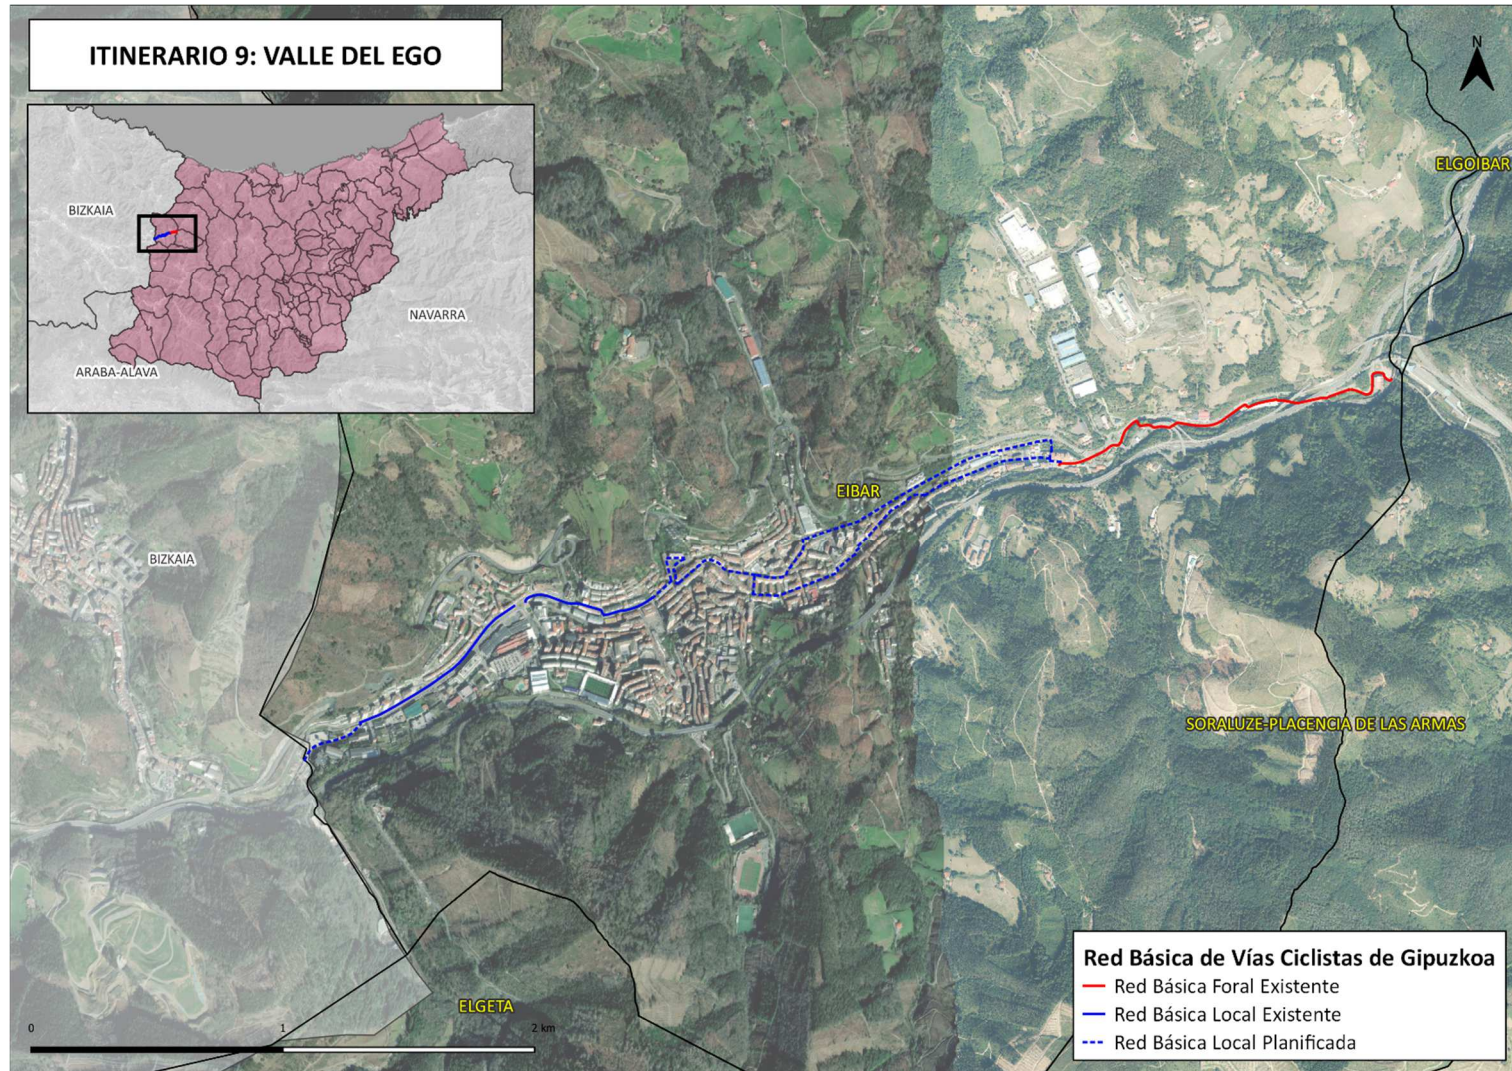 ITINERARIO 9: VALLE DEL EGO
N
ELGOIBAR
BIZKAIA
NAVARRA
ARABA-ALAVA
EIBAR
BIZKAIA
SORALUZE-PLACENCIA DE LAS ARMAS
ELGETA
0 1 2 km
Red Básica de Vías Ciclistas de Gipuzkoa
Red Básica Foral Existente
Red Básica Local Existente
Red Básica Local Planificada